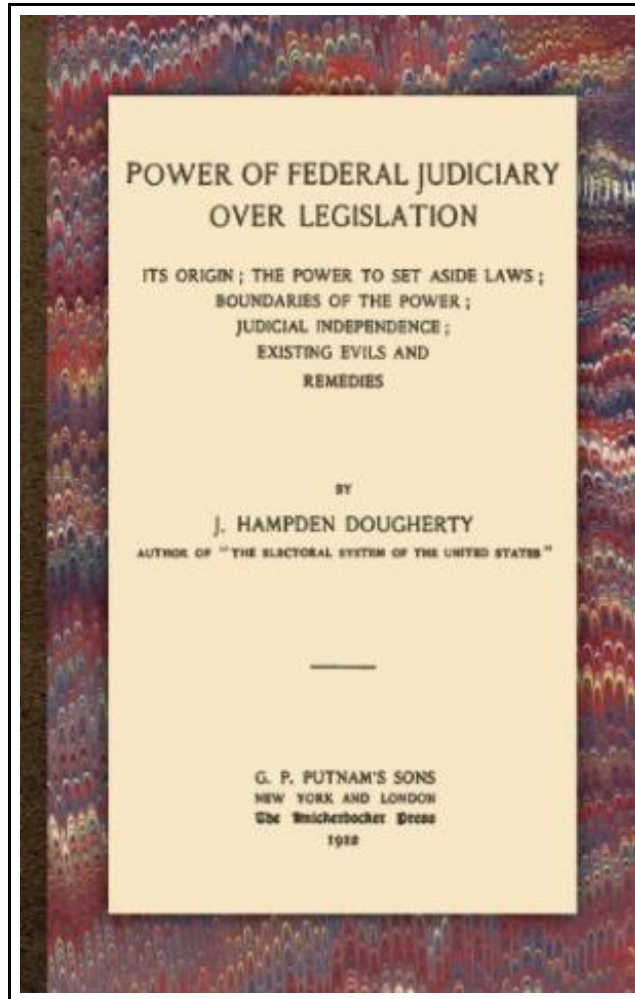 POWER OF FEDERAL JUDICIARY
OVER LEGISLATION
ITS ORIGIN; THE POWER TO SET ASIDE LAWS;
BOUNDARIES OF THE POWER;
JUDICIAL INDEPENDENCE;
EXISTING EVILS AND
REMEDIES
BY
J. HAMPDEN DOUGHERTY
AUTHOR OF "THE ELECTORAL SYSTEM OF THE UNITED STATES"
G. P. PUTNAM'S SONS
NEW YORK AND LONDON
The Knickerbocker Press
1912